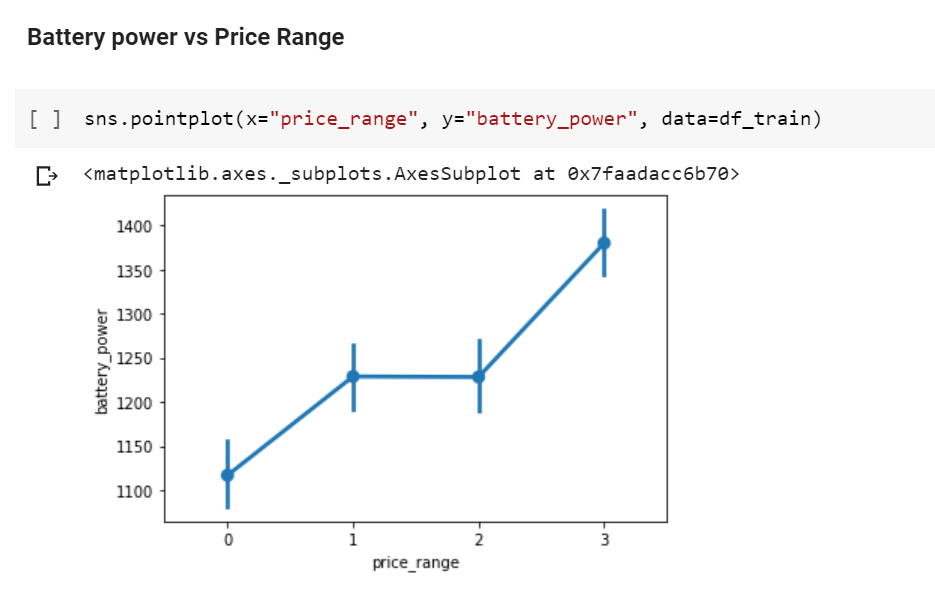 Battery power vs Price Range
[ ] sns.pointplot(x="price_range", y="battery_power", data=df_train)
<matplotlib.axes._subplots.AxesSubplot at 0x7faadacc6b70>
1400
1350
1300
1250
1200
1150
1100
battery_power
0 1 2 3
price_range